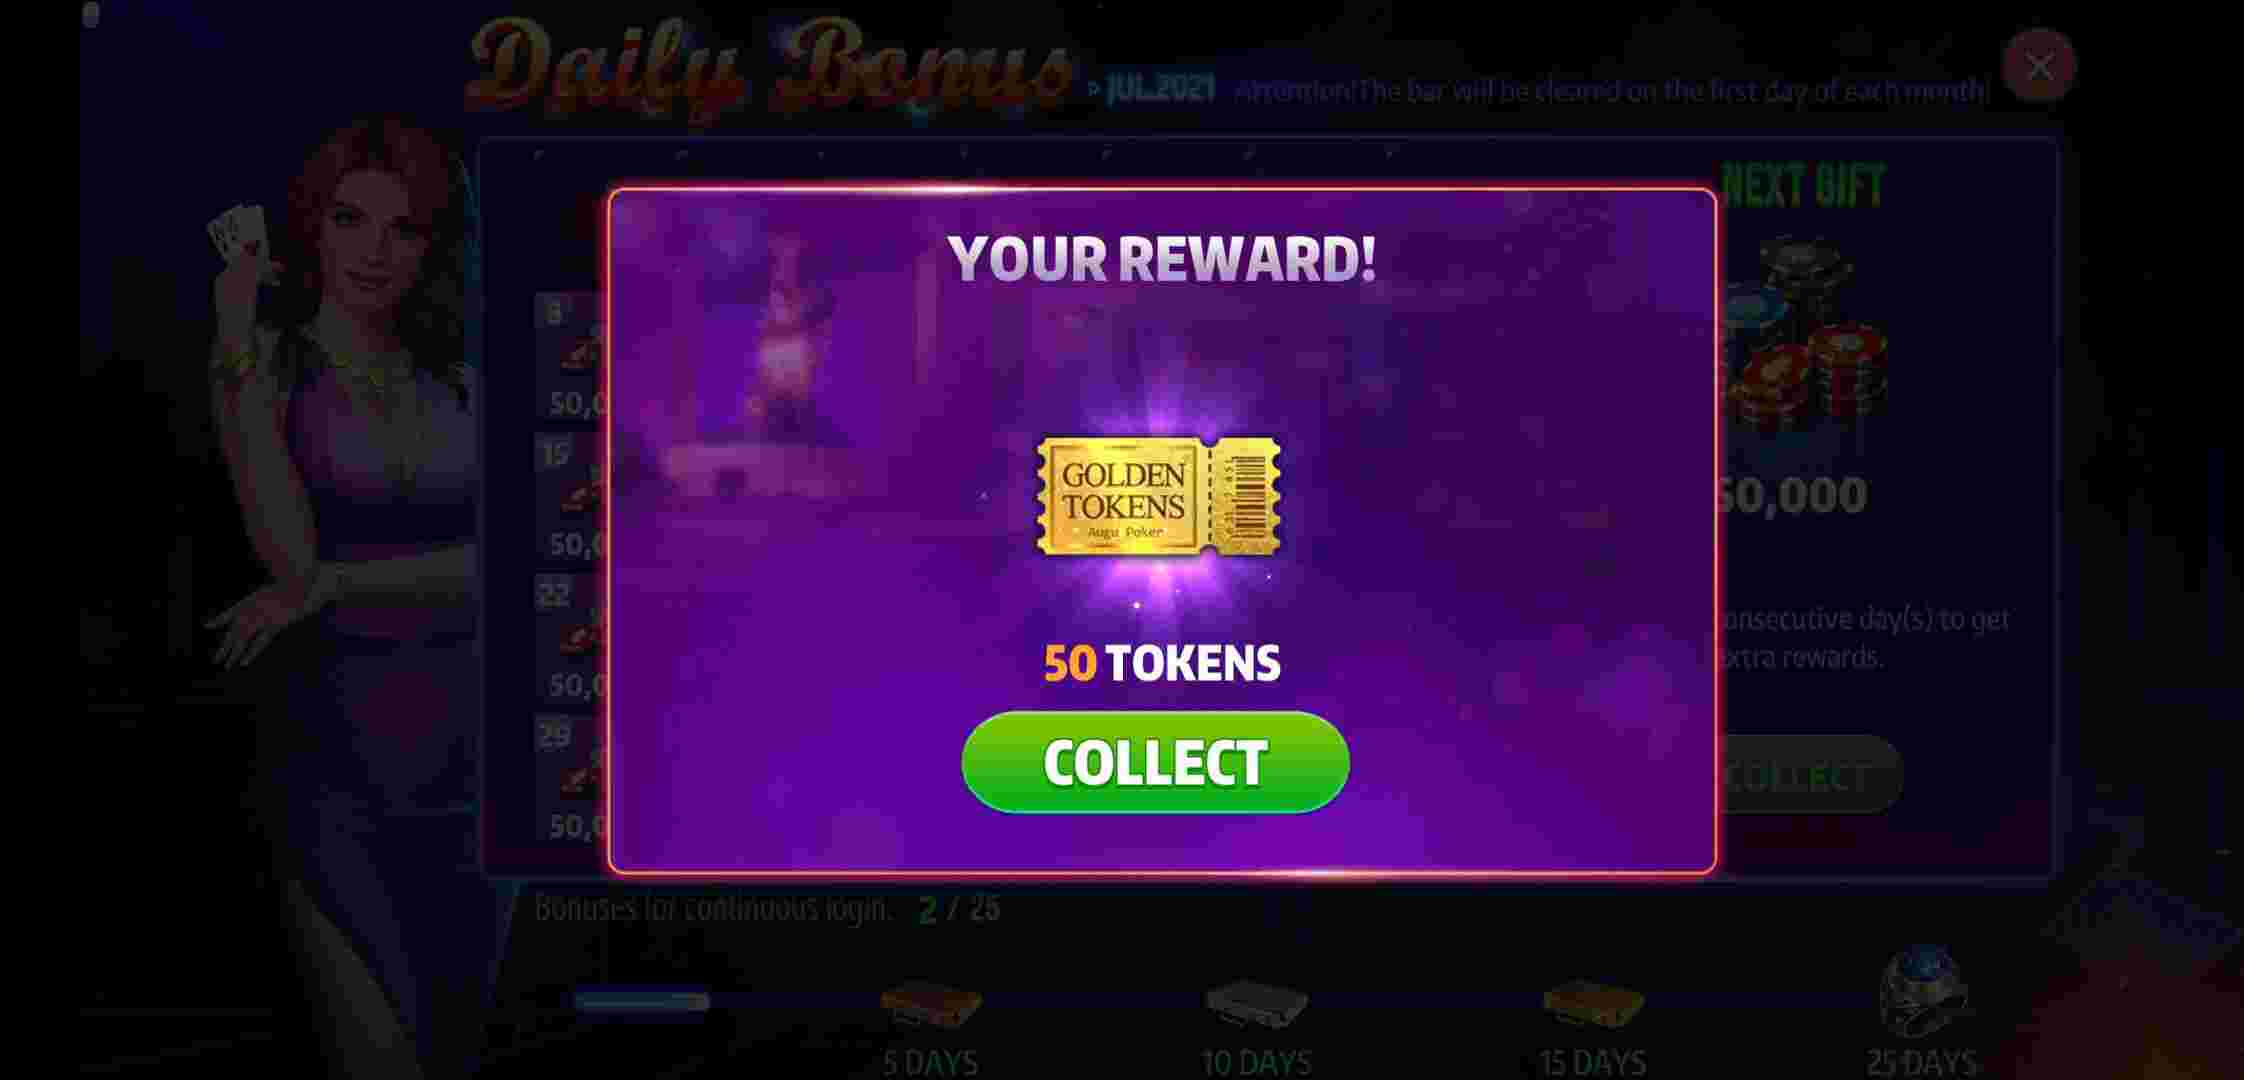 Daily Bonus
JUL.2021 Attention!The bar will be cleared on the first day of each month!
NEXT GIFT
YOUR REWARD!
8
50,0
15
50,0
22
50,0
29
50,0
GOLDEN
TOKENS
Augu Poker
50 TOKENS
COLLECT
50,000
onsecutive day(s) to get
xtra rewards.
COLLECT
Bonuses for continuous login: 2 / 25
5 DAYS
10 DAYS
15 DAYS
25 DAYS